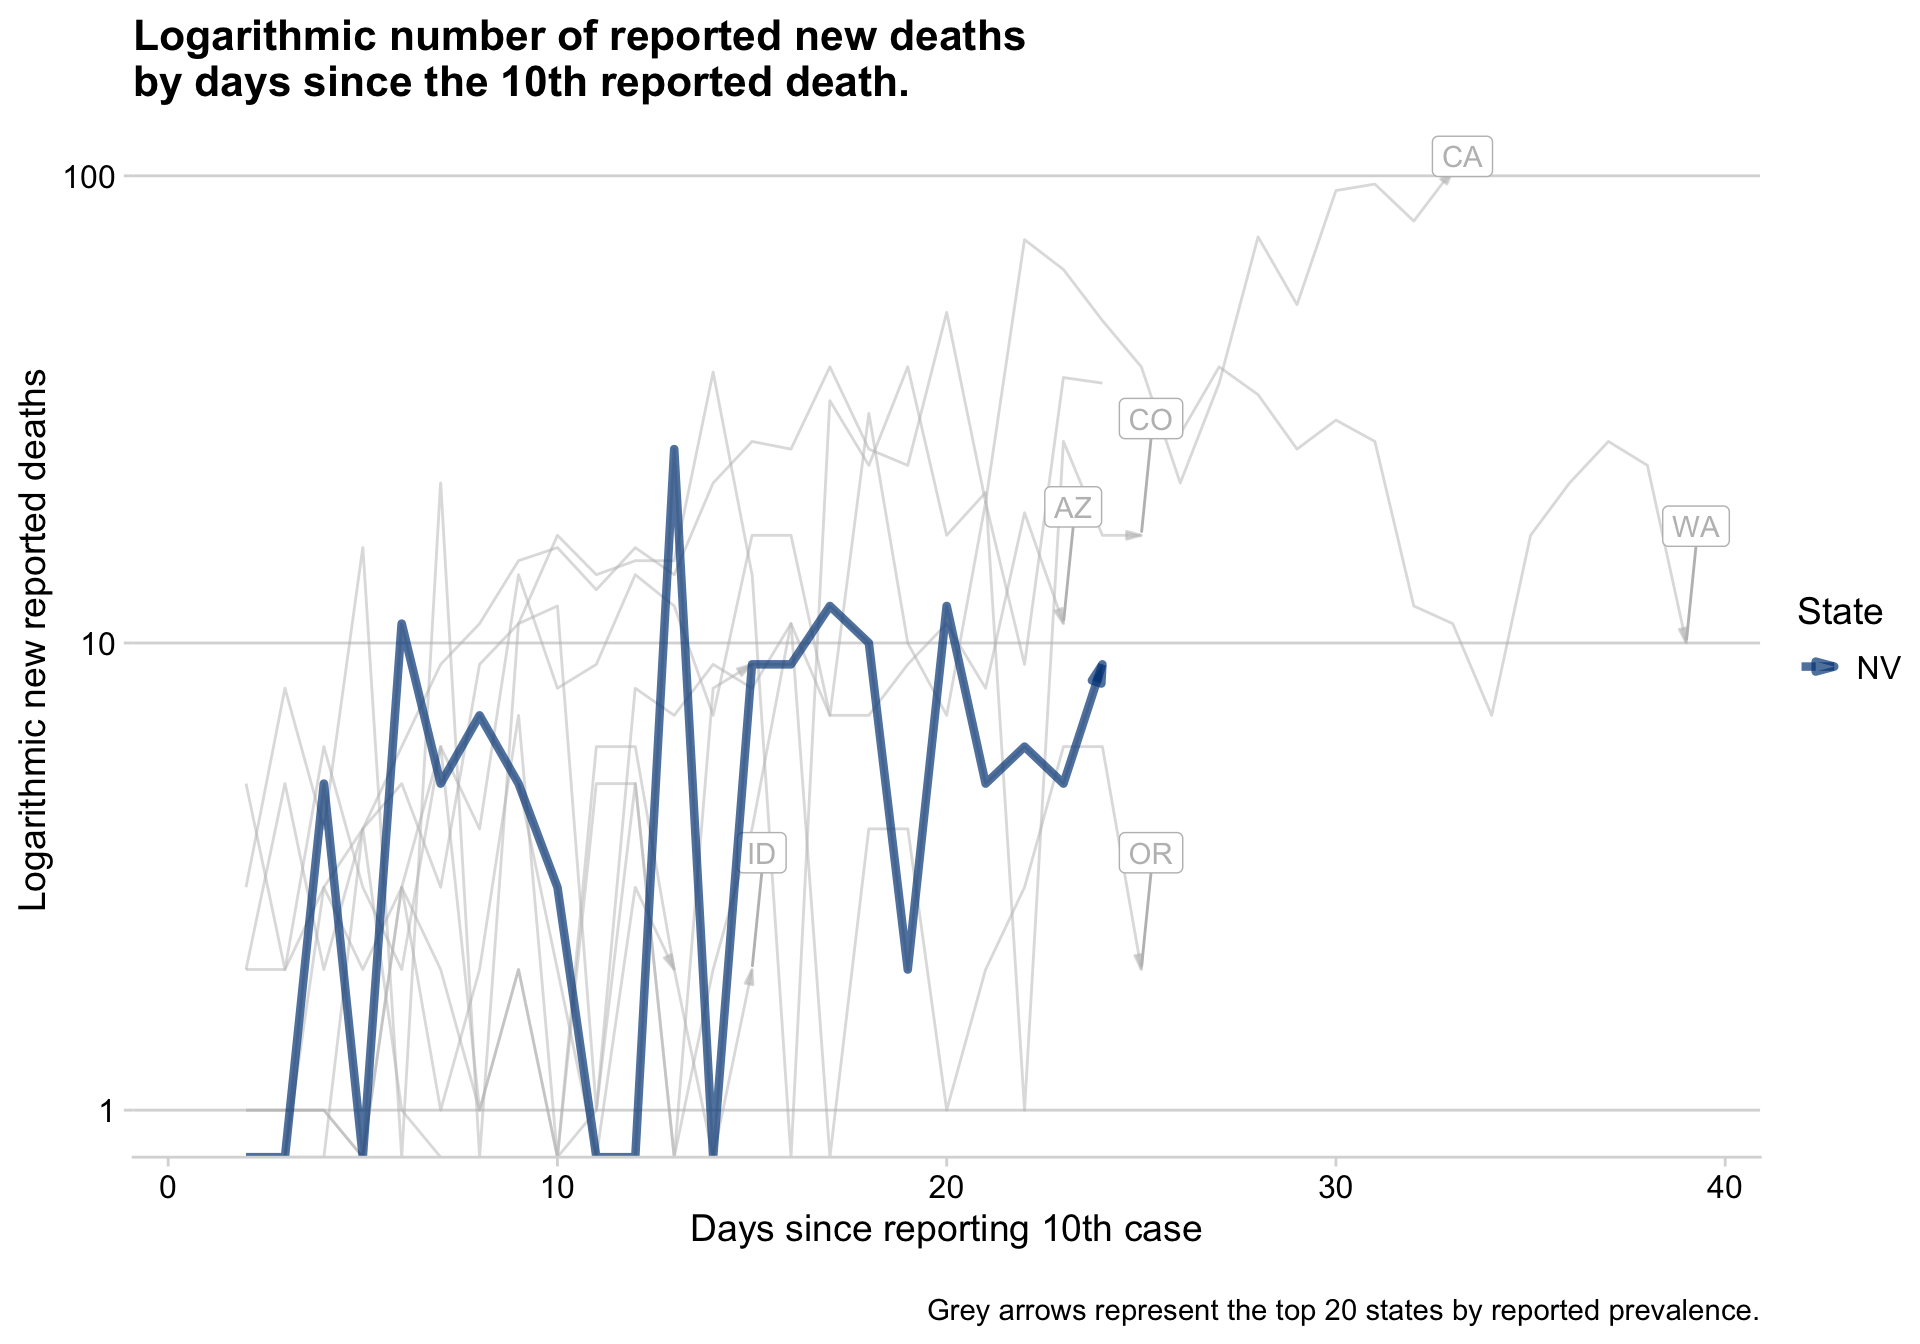 Logarithmic number of reported new deaths
by days since the 10th reported death.
Logarithmic new reported deaths
100
10
1
CA
CO
AZ
WA
ID
OR
State
NV
0 10 20 30 40
Days since reporting 10th case
Grey arrows represent the top 20 states by reported prevalence.